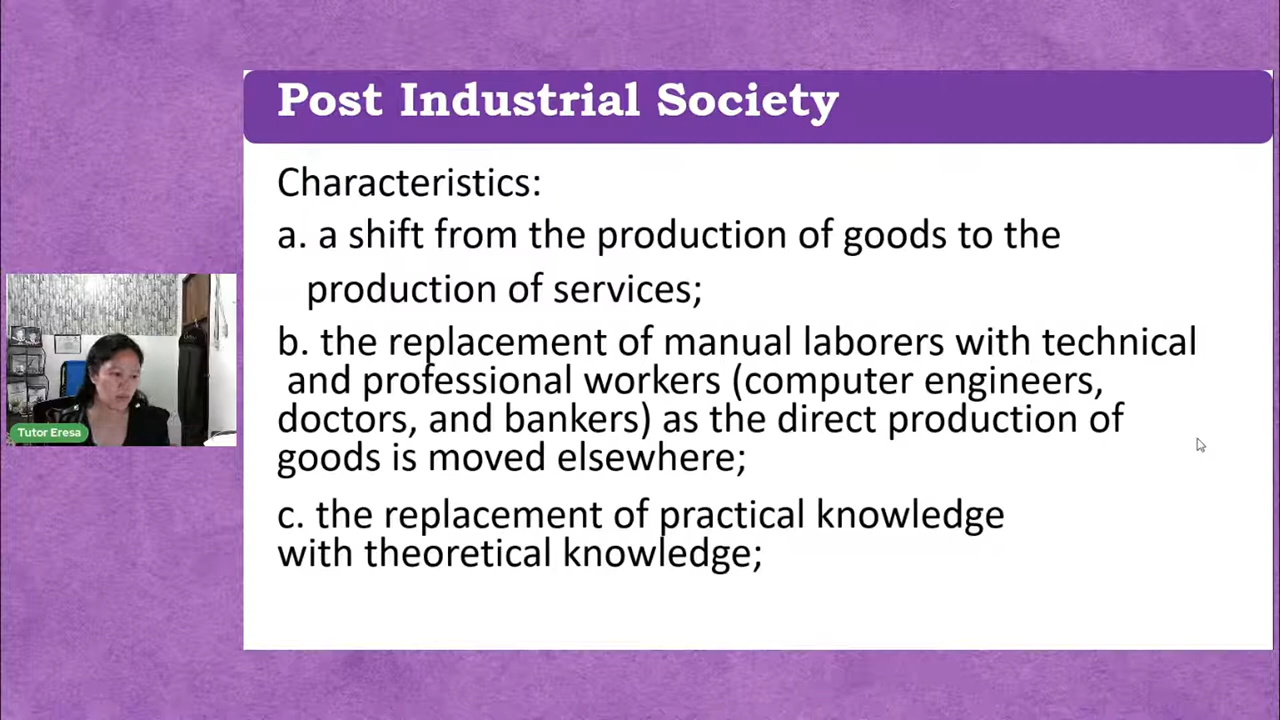 Post Industrial Society
Characteristics:
a. a shift from the production of goods to the
production of services;
b. the replacement of manual laborers with technical
and professional workers (computer engineers,
doctors, and bankers) as the direct production of
goods is moved elsewhere;
c. the replacement of practical knowledge
with theoretical knowledge;
Tutor Eresa